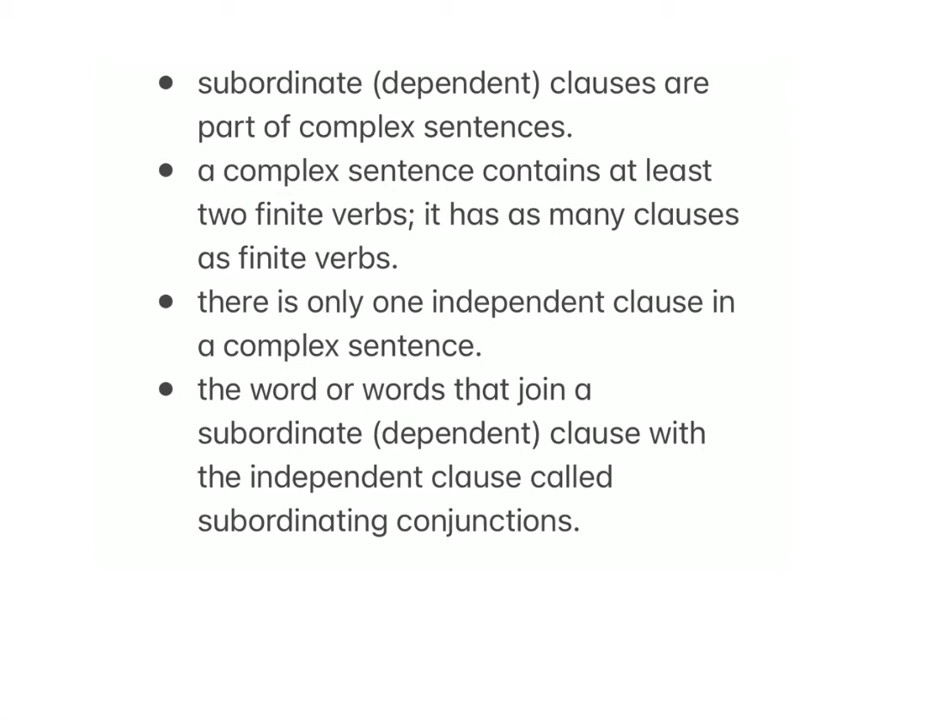 • subordinate (dependent) clauses are
part of complex sentences.
• a complex sentence contains at least
two finite verbs; it has as many clauses
as finite verbs.
• there is only one independent clause in
a complex sentence.
• the word or words that join a
subordinate (dependent) clause with
the independent clause called
subordinating conjunctions.